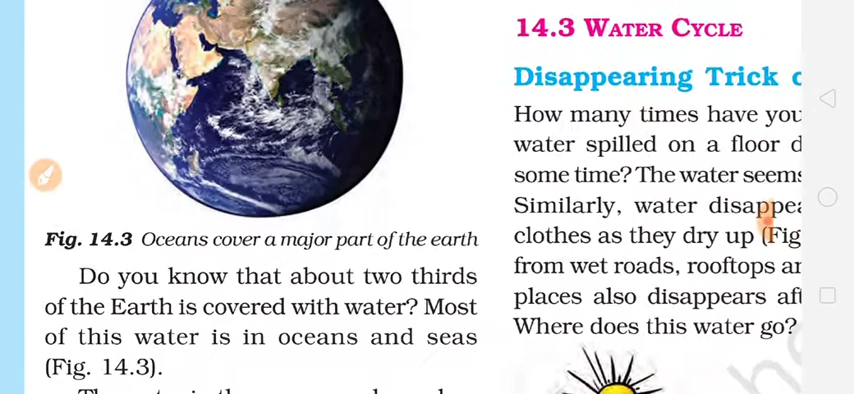 Fig. 14.3 Oceans cover a major part of the earth
Do you know that about two thirds
of the Earth is covered with water? Most
of this water is in oceans and seas
(Fig. 14.3).
14.3 WATER CYCLE
Disappearing Trick
How many times have you
water spilled on a floor
some time? The water seems
Similarly, water
clothes as they dry up (Fig
from wet roads, rooftops
places also disappears
Where does this water go?